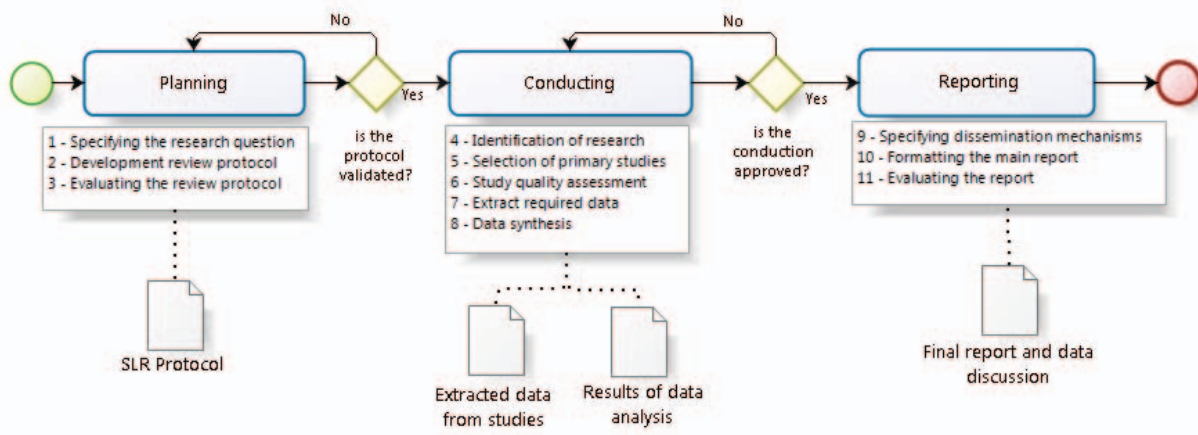 No
No
Planning
Conducting
Reporting
Yes
Yes
1 - Specifying the research question
2 - Development review protocol
3 - Evaluating the review protocol
is the
protocol
validated?
4 - Identification of research
5 - Selection of primary studies
6 - Study quality assessment
7 - Extract required data
8 - Data synthesis
is the
conduction
approved?
9 - Specifying dissemination mechanisms
10 - Formatting the main report
11 - Evaluating the report
SLR Protocol
Extracted data
from studies
Results of data
analysis
Final report and data
discussion